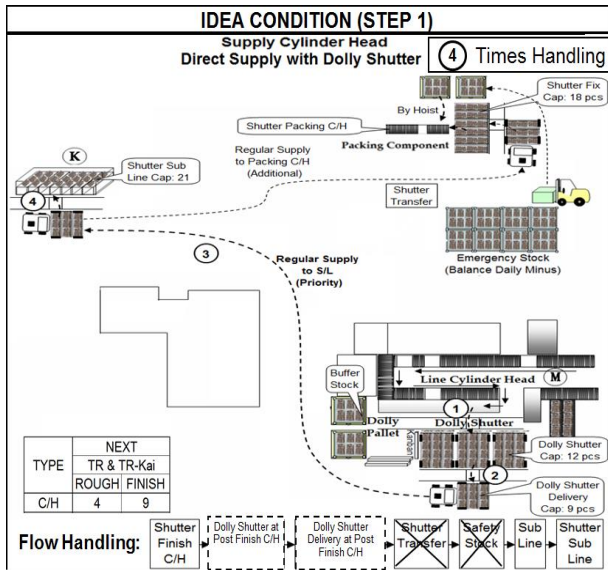 IDEA CONDITION (STEP 1)
Supply Cylinder Head
Direct Supply with Dolly Shutter
4 Times Handling
By Hoist
Shutter Fix
Cap: 18 pcs
Shutter Packing C/H
Packing Component
K
Shutter Sub
Line Cap: 21
Regular Supply
to Packing C/H
(Additional)
Shutter
Transfer
4
3
Regular Supply
to S/L
(Priority)
Emergency Stock
(Balance Daily Minus)
Buffer
Stock
Line Cylinder Head
M
1
Dolly
Pallet
Dolly Shutter
Dolly Shutter
Cap: 12 pcs
2
Dolly Shutter
Delivery
Cap: 9 pcs
TYPE
NEXT
TR & TR-Kai
ROUGH FINISH
C/H 4 9
Flow Handling:
Shutter
Finish
C/H
Dolly Shutter at
Post Finish C/H
Dolly Shutter
Delivery at Post
Finish C/H
Shutter
Transfer
Safety
Stock
Sub
Line
Shutter
Sub
Line